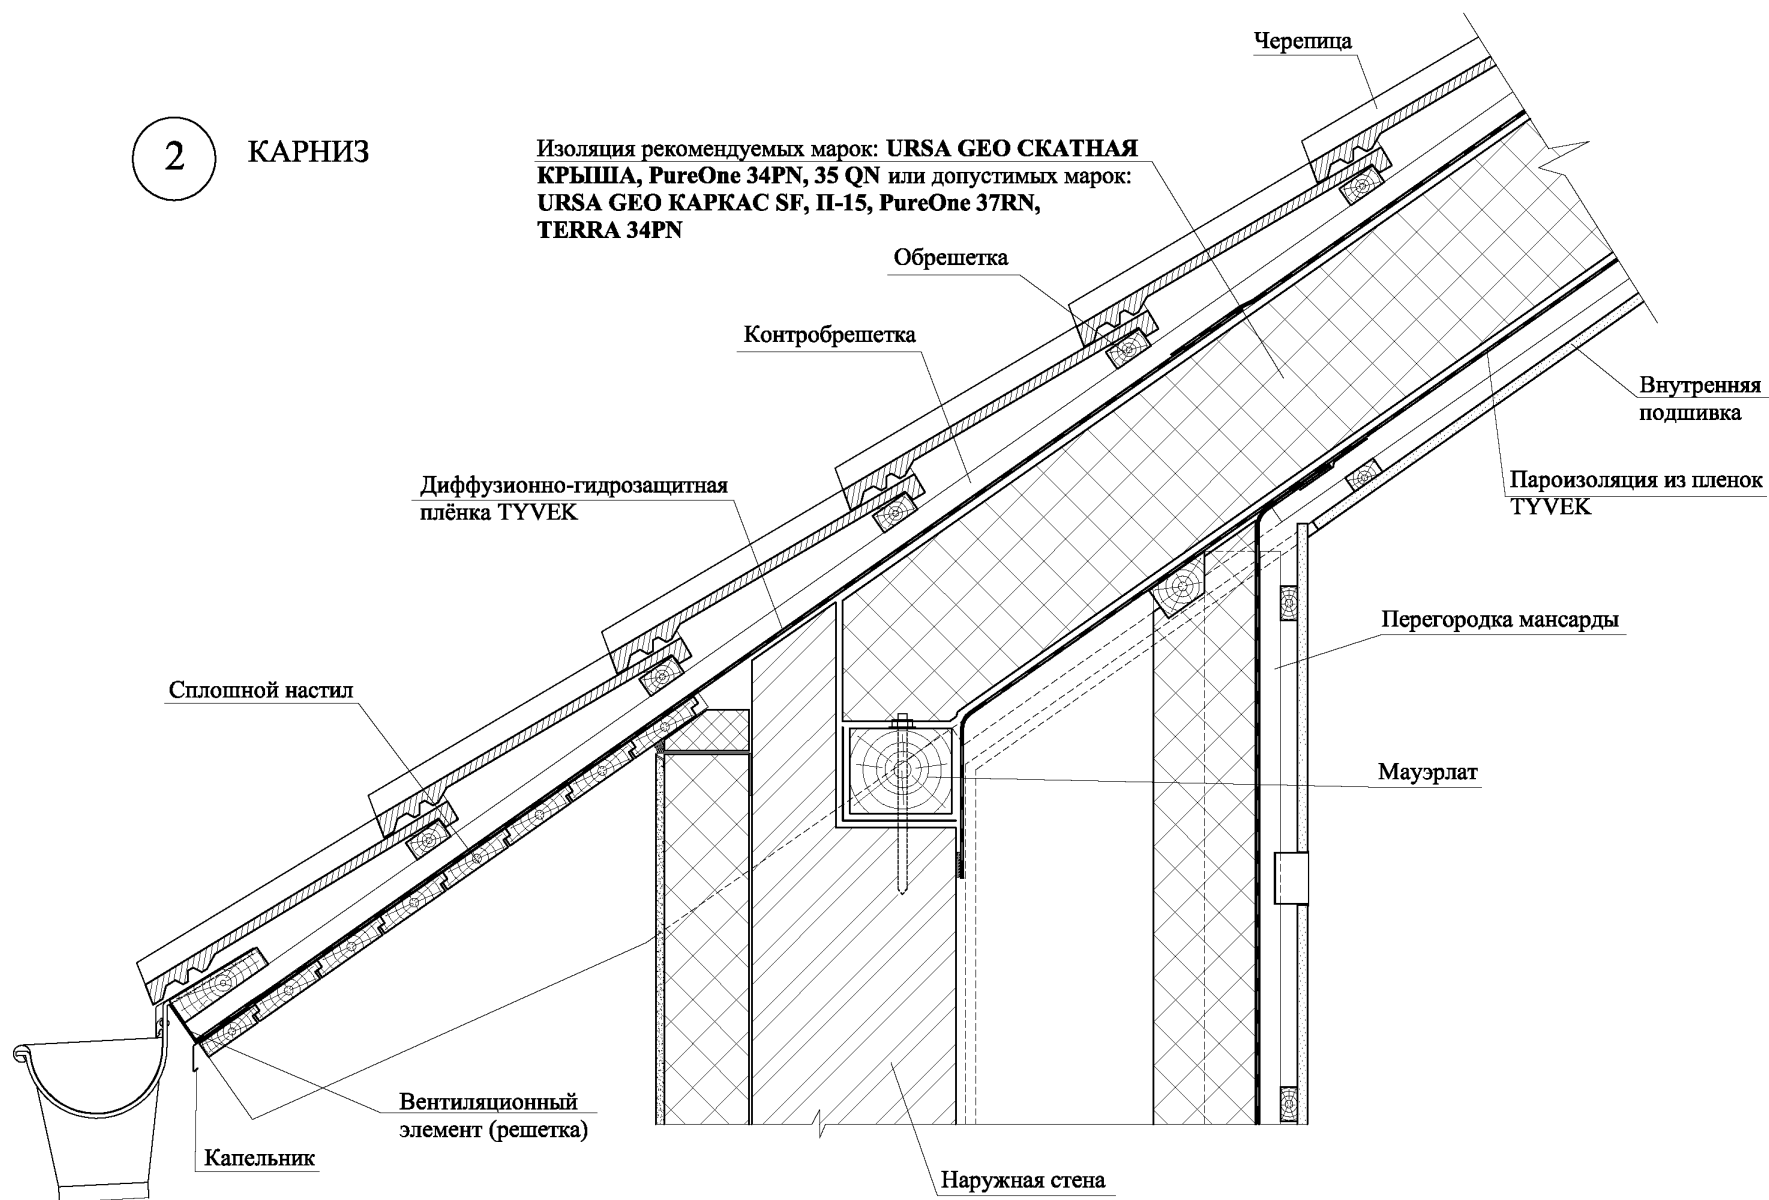 Черепица
2
КАРНИЗ
Изоляция рекомендуемых марок: URSA GEO СКАТНАЯ
КРЫША, PureOne 34PN, 35 QN или допустимых марок:
URSA GEO КАРКАС SF, П-15, PureOne 37RN,
TERRA 34PN
Обрешетка
Контробрешетка
Внутренняя
подшивка
Диффузионно-гидрозащитная
плёнка TYVEK
Пароизоляция из пленок
TYVEK
Перегородка мансарды
Сплошной настил
Мауэрлат
Вентиляционный
элемент (решетка)
Капельник
Наружная стена